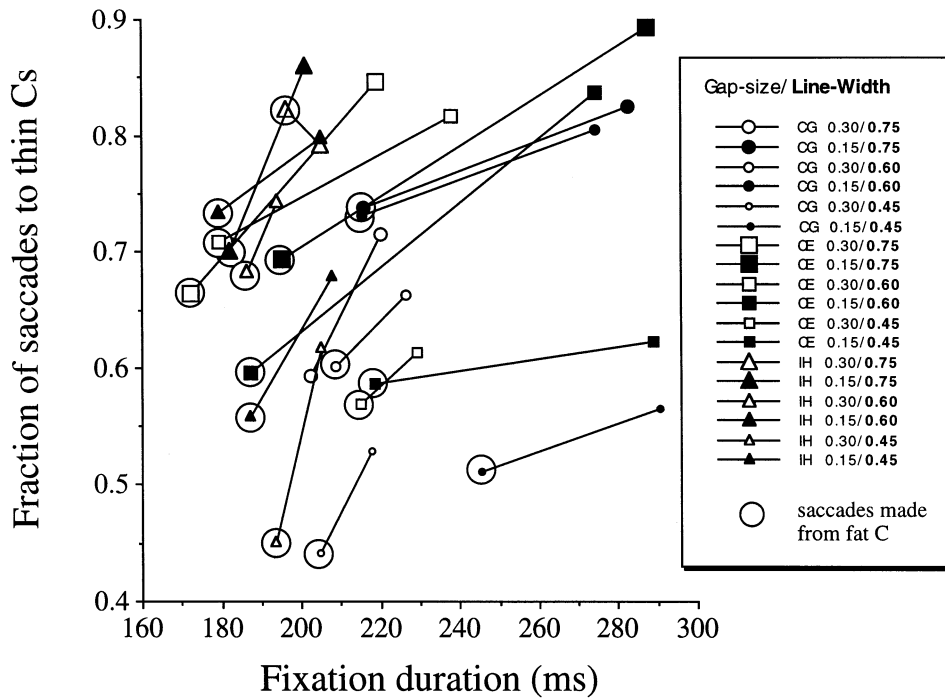 0.9
0.8
0.7
0.6
0.5
0.4
160
180
200
220
240
260
280
300
Fraction of saccades to thin Cs
Fixation duration (ms)
Gap-size/ Line-Width
CG 0.30/0.75
CG 0.15/0.75
CG 0.30/0.60
CG 0.15/0.60
CG 0.30/0.45
CG 0.15/0.45
CE 0.30/0.75
CE 0.15/0.75
CE 0.30/0.60
CE 0.15/0.60
CE 0.30/0.45
CE 0.15/0.45
IH 0.30/0.75
IH 0.15/0.75
IH 0.30/0.60
IH 0.15/0.60
IH 0.30/0.45
IH 0.15/0.45
saccades made
from fat C